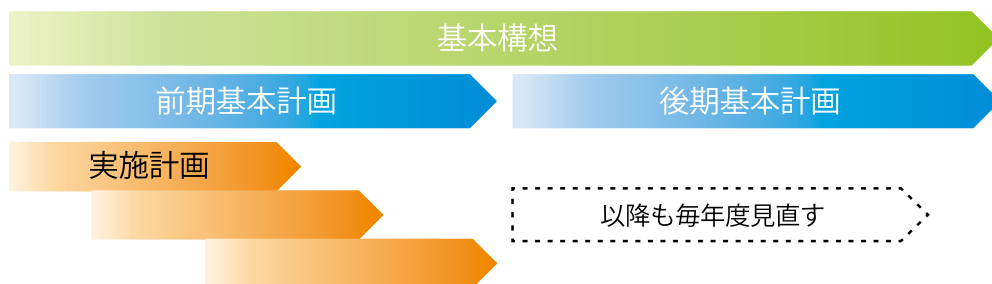 基本構想
前期基本計画
後期基本計画
実施計画
以降も毎年度見直す